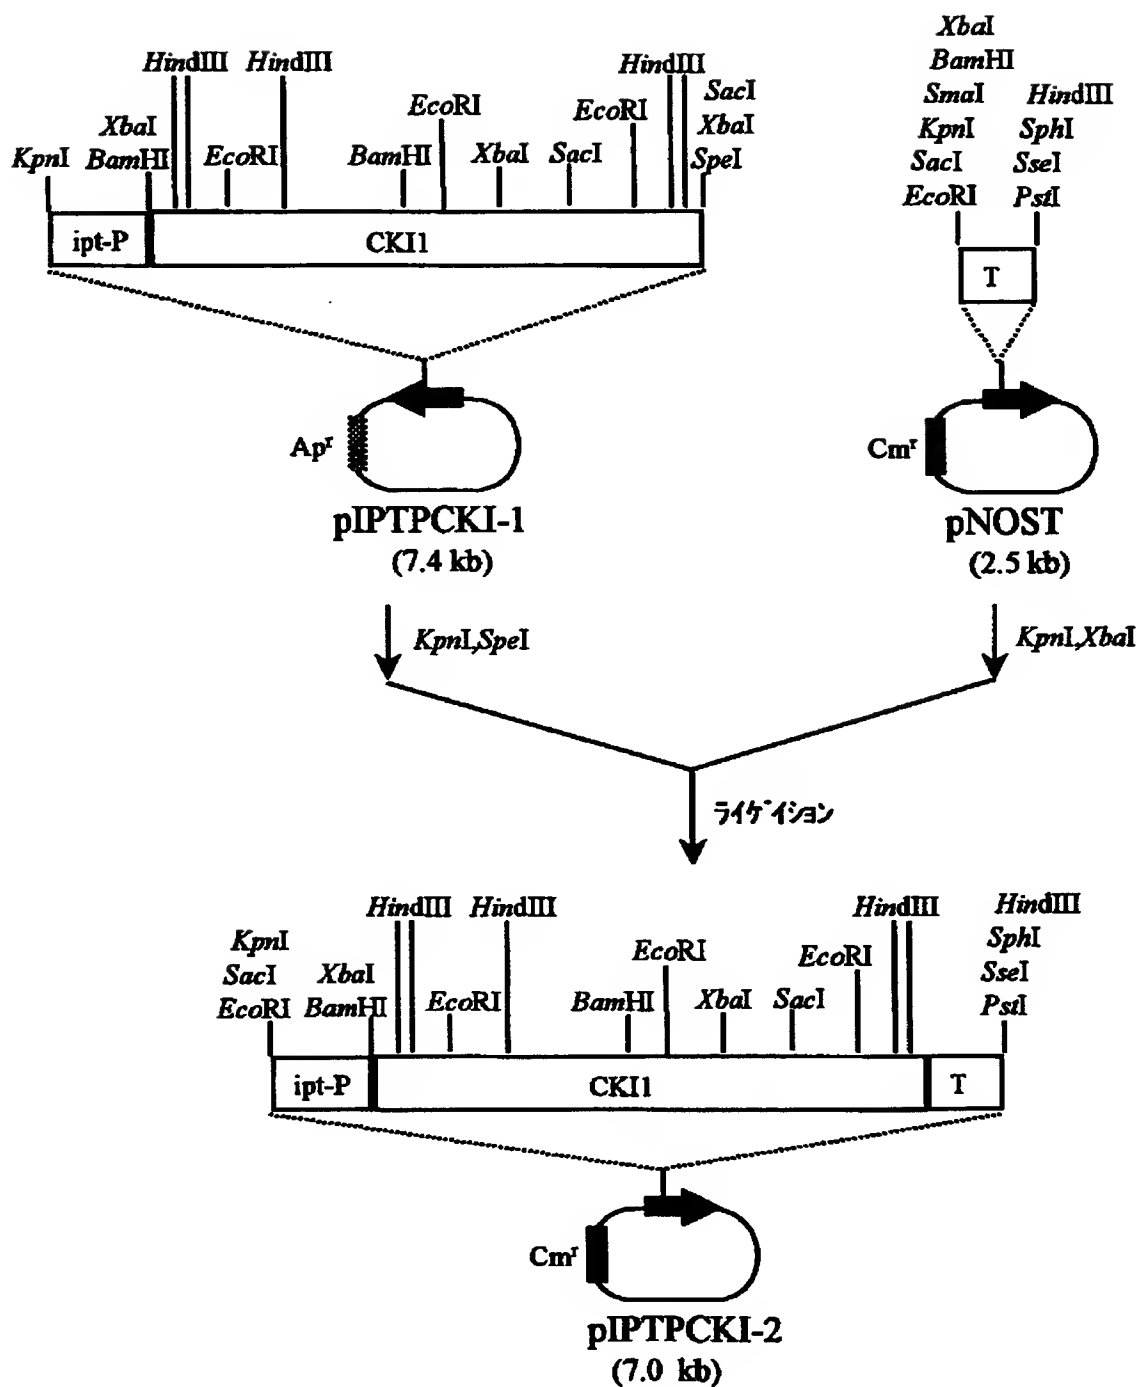 HindIII HindIII HindIII
EcoRI EcoRI SacI
XbaI XbaI
KpnI BamHI EcoRI BamHI XbaI SacI SpeI
ipt-P CKI1
Apʳ
pIPTPCKI-1
(7.4 kb)
KpnI,SpeI
XbaI
BamHI
SmaI HindIII
KpnI SphI
SacI SseI
EcoRI PstI
T
Cmʳ
pNOST
(2.5 kb)
KpnI,XbaI
ライゲイション
HindIII HindIII HindIII HindIII
KpnI EcoRI EcoRI SphI
SacI XbaI SseI
EcoRI BamHI EcoRI BamHI XbaI SacI PstI
ipt-P CKI1 T
Cmʳ
pIPTPCKI-2
(7.0 kb)